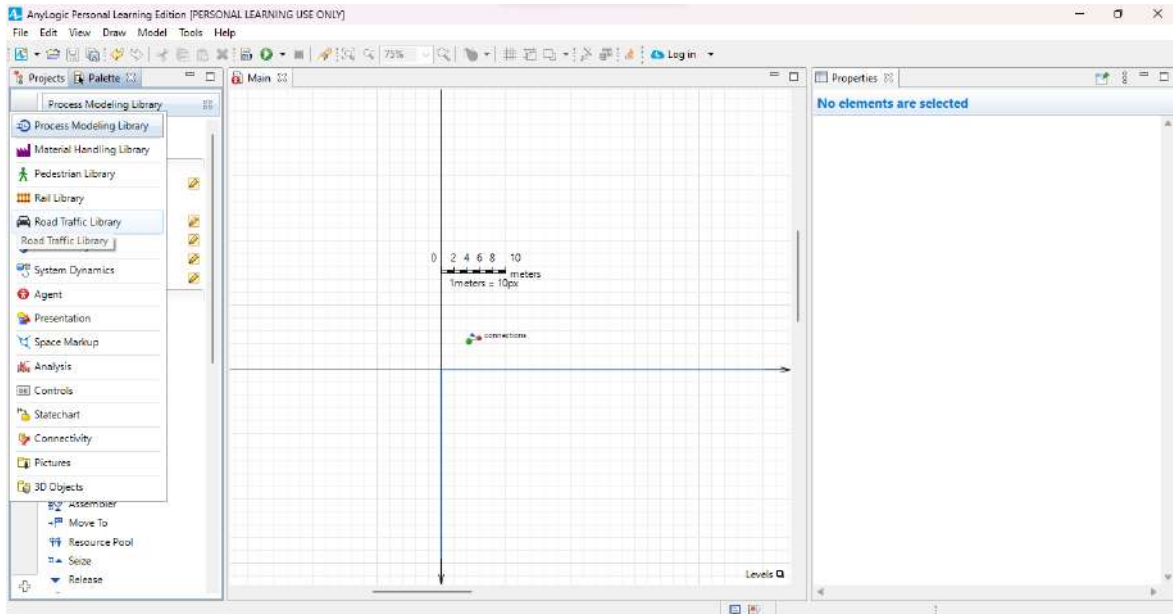 AnyLogic Personal Learning Edition [PERSONAL LEARNING USE ONLY]
File Edit View Draw Model Tools Help
75%
Log in
Projects
Palette
Main
Properties
Process Modeling Library
No elements are selected
Process Modeling Library
Material Handling Library
Pedestrian Library
Rail Library
Road Traffic Library
Road Traffic Library
System Dynamics
Agent
Presentation
Space Markup
Analysis
Controls
Statechart
Connectivity
Pictures
3D Objects
Assembler
Move To
Resource Pool
Seize
Release
0 2 4 6 8 10
meters
1meters = 10px
connections
Levels